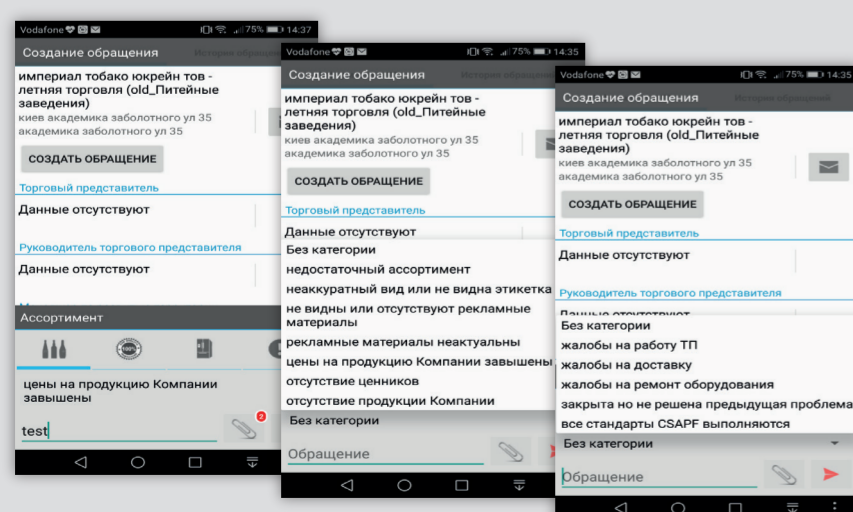 Vodafone 75% 14:37
Создание обращения
империал тобако юкрейн тов -
летняя торговля (old_Питейные
заведения)
киев академика заболотного ул 35
академика заболотного ул 35
СОЗДАТЬ ОБРАЩЕНИЕ
Торговый представитель
Данные отсутствуют
Руководитель торгового представителя
Данные отсутствуют
Ассортимент
100%
цены на продукцию Компании
завышены
2
test
Vodafone 75% 14:35
Создание обращения История обращений
империал тобако юкрейн тов -
летняя торговля (old_Питейные
заведения)
киев академика заболотного ул 35
академика заболотного ул 35
СОЗДАТЬ ОБРАЩЕНИЕ
Торговый представитель
Данные отсутствуют
Без категории
недостаточный ассортимент
неаккуратный вид или не видна этикетка
не видны или отсутствуют рекламные
материалы
рекламные материалы неактуальны
цены на продукцию Компании завышены
отсутствие ценников
отсутствие продукции Компании
Без категории
Обращение
Vodafone 75% 14:35
Создание обращения История обращений
империал тобако юкрейн тов -
летняя торговля (old_Питейные
заведения)
киев академика заболотного ул 35
академика заболотного ул 35
СОЗДАТЬ ОБРАЩЕНИЕ
Торговый представитель
Данные отсутствуют
Руководитель торгового представителя
Данные отсутствуют
Без категории
жалобы на работу ТП
жалобы на доставку
жалобы на ремонт оборудования
закрыта но не решена предыдущая проблема
все стандарты CSAPF выполняются
Без категории
Обращение